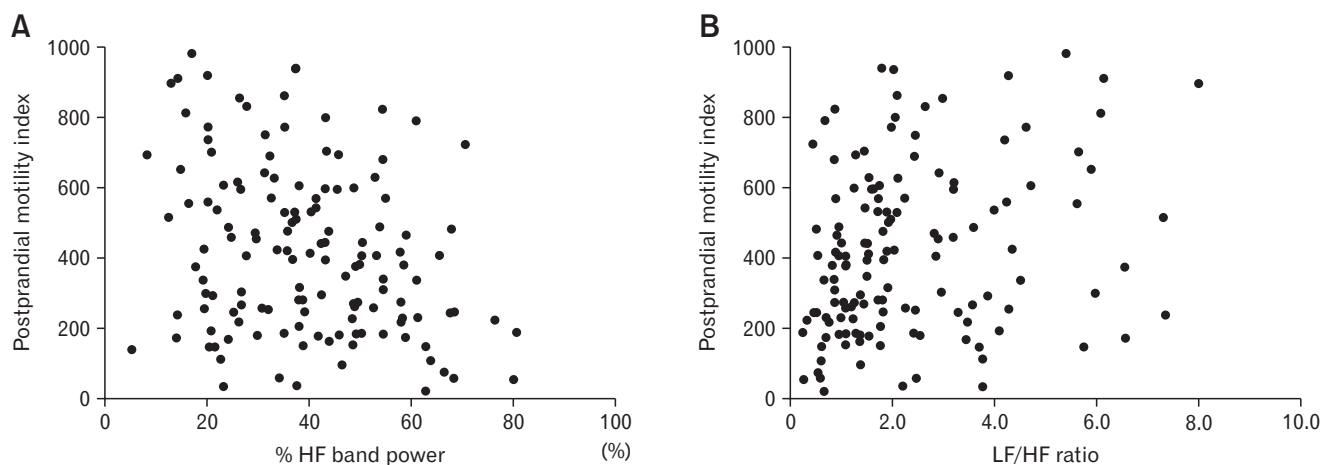 A
Postprandial motility index
1000
800
600
400
200
0
0 20 40 60 80 100
% HF band power (%)
B
Postprandial motility index
1000
800
600
400
200
0
0 2.0 4.0 6.0 8.0 10.0
LF/HF ratio